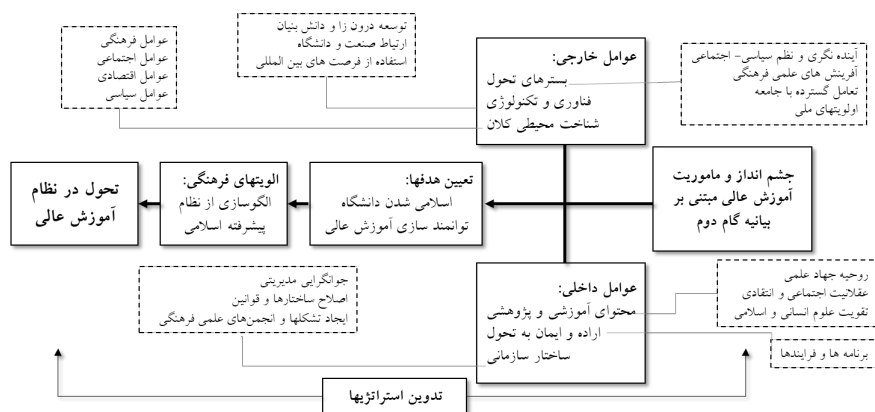 عوامل خارجی:
بسترهای تحول
فناوری و تکنولوژی
شناخت محیطی کلان
آینده نگری و نظم سیاسی- اجتماعی
آفرینش های علمی فرهنگی
تعامل گسترده با جامعه
اولویتهای ملی
توسعه درون زا و دانش بنیان
ارتباط صنعت و دانشگاه
استفاده از فرصت های بین المللی
عوامل فرهنگی
عوامل اجتماعی
عوامل اقتصادی
عوامل سیاسی
چشم انداز و ماموریت
آموزش عالی مبتنی بر
بیانیه گام دوم
تعیین هدفها:
اسلامی شدن دانشگاه
توانمند سازی آموزش عالی
الویتهای فرهنگی:
الگوسازی از نظام
پیشرفته اسلامی
تحول در نظام
آموزش عالی
عوامل داخلی:
محتوای آموزشی و پژوهشی
اراده و ایمان به تحول
ساختار سازمانی
روحیه جهاد علمی
عقلانیت اجتماعی و انتقادی
تقویت علوم انسانی و اسلامی
برنامه ها و فرایندها
جوانگرایی مدیریتی
اصلاح ساختارها و قوانین
ایجاد تشکلها و انجمن‌های علمی فرهنگی
تدوین استراتژیها